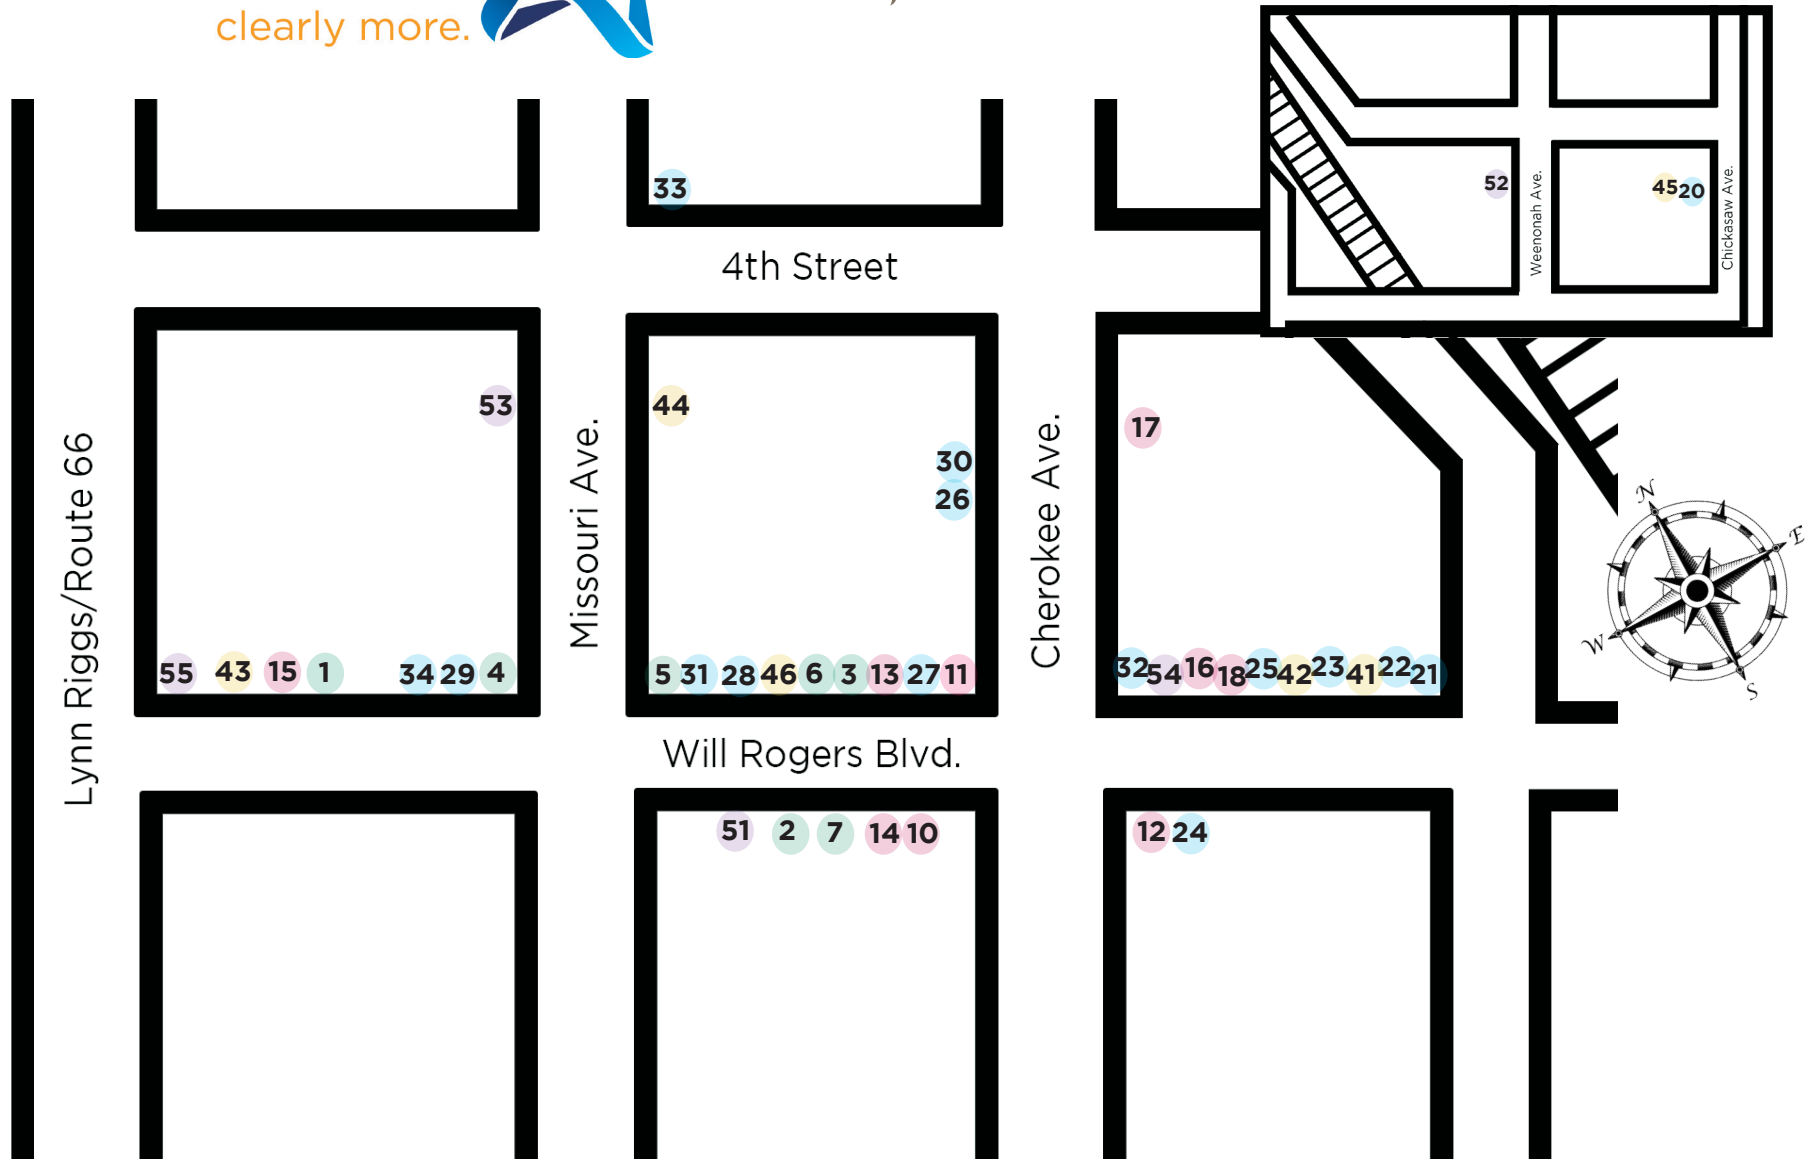 clearly more.
33
4th Street
52
45
20
Weenonah Ave.
Chickasaw Ave.
Lynn Riggs/Route 66
53
Missouri Ave.
44
30
26
Cherokee Ave.
17
N
E
W
S
55 43 15 1 34 29 4
5 31 28 46 6 3 13 27 11
32 54 16 18 25 42 23 41 22 21
Will Rogers Blvd.
51 2 7 14 10
12 24